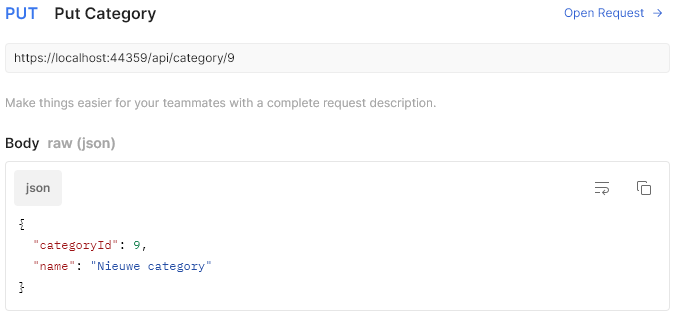 PUT Put Category Open Request →
https://localhost:44359/api/category/9
Make things easier for your teammates with a complete request description.
Body raw (json)
json
{
"categoryId": 9,
"name": "Nieuwe category"
}